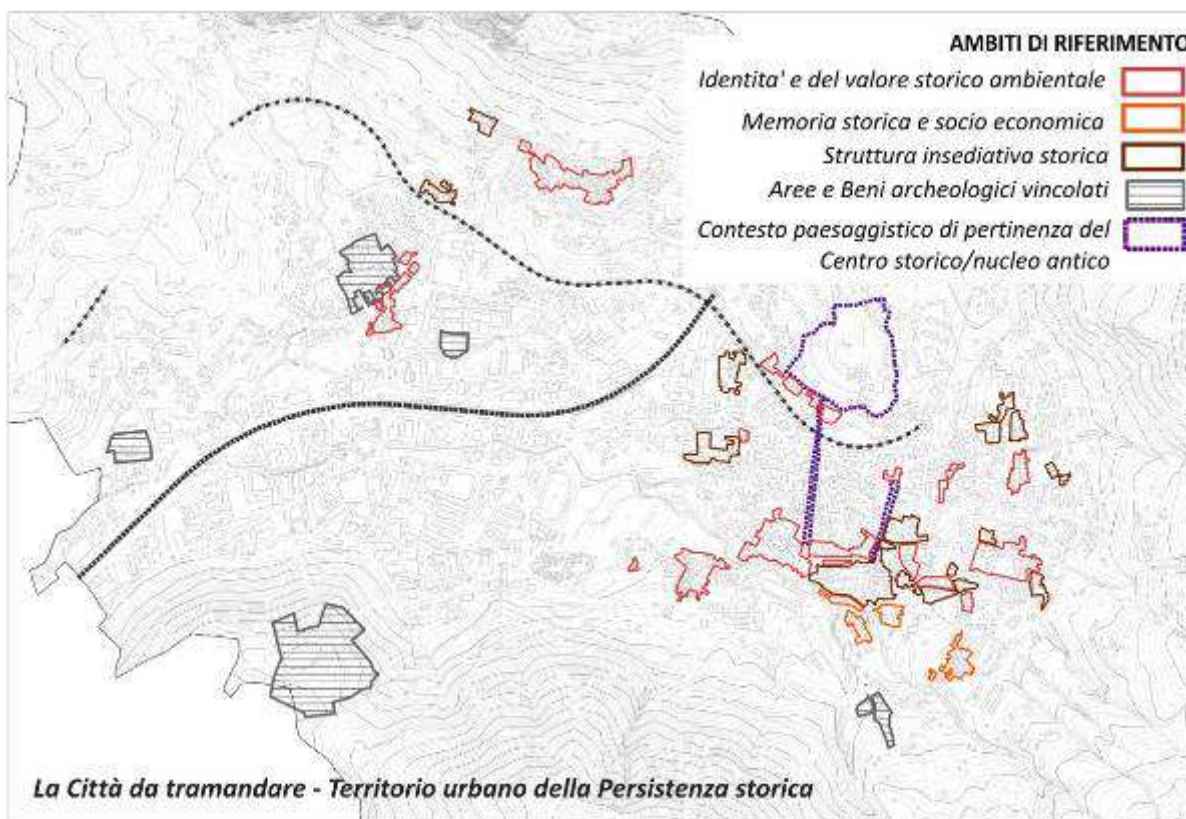 AMBITI DI RIFERIMENTO
Identita' e del valore storico ambientale
Memoria storica e socio economica
Struttura insediativa storica
Aree e Beni archeologici vincolati
Contesto paesaggistico di pertinenza del
Centro storico/nucleo antico
La Città da tramandare - Territorio urbano della Persistenza storica